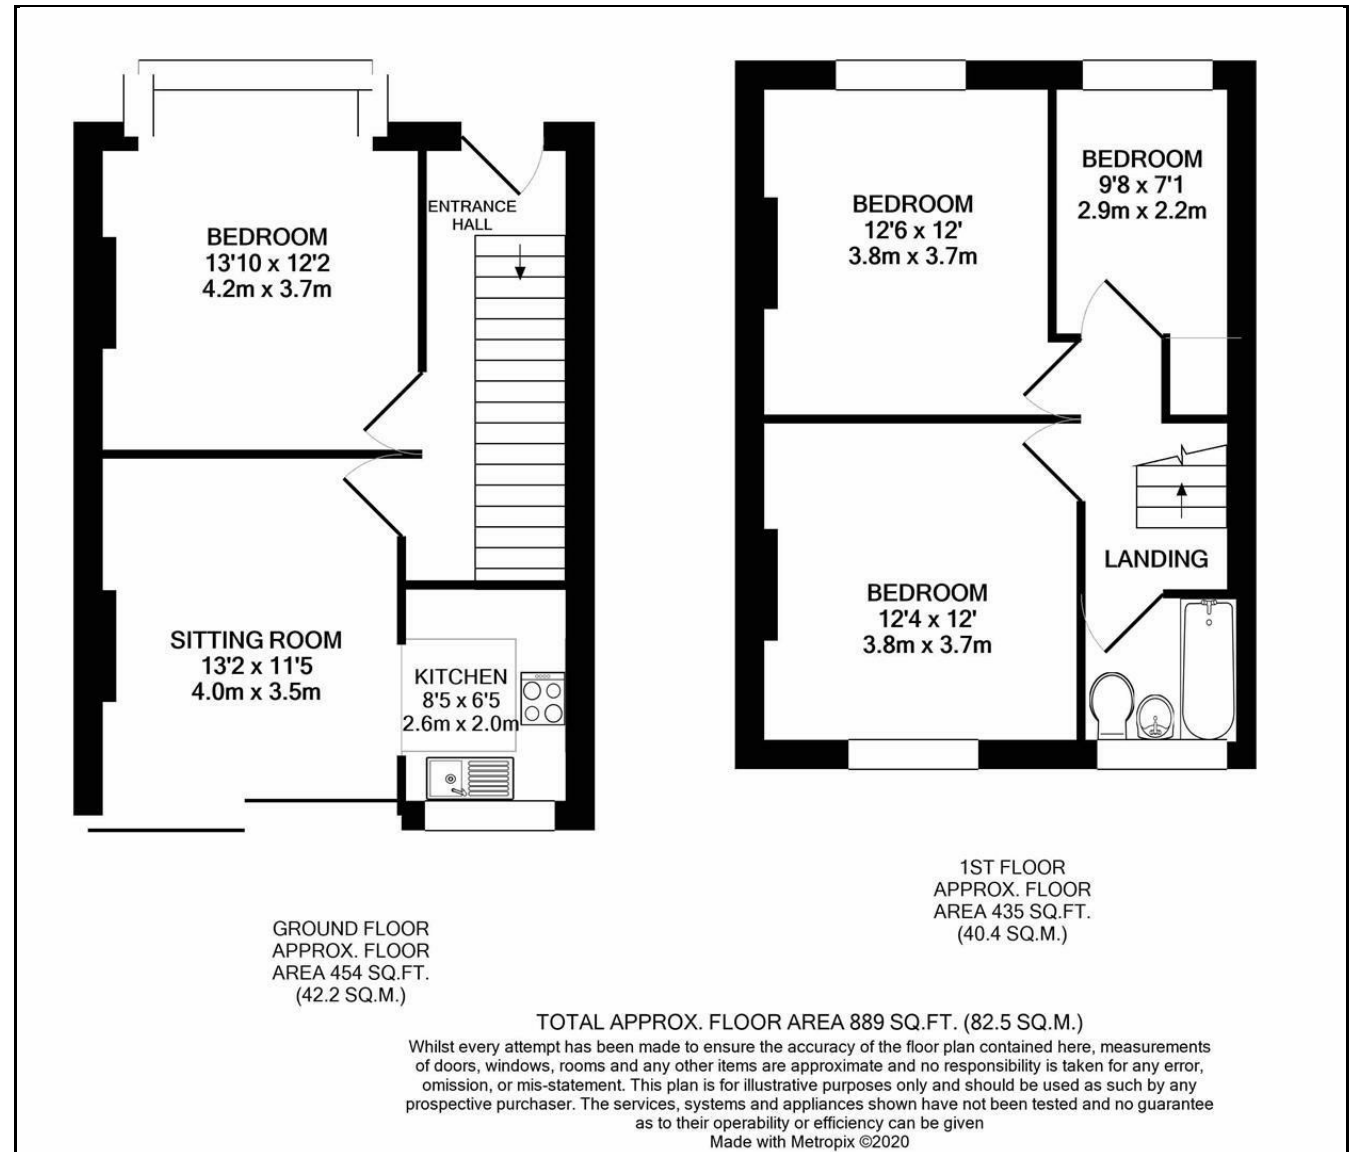 BEDROOM
13'10 x 12'2
4.2m x 3.7m
ENTRANCE
HALL
SITTING ROOM
13'2 x 11'5
4.0m x 3.5m
KITCHEN
8'5 x 6'5
2.6m x 2.0m
GROUND FLOOR
APPROX. FLOOR
AREA 454 SQ.FT.
(42.2 SQ.M.)
BEDROOM
12'6 x 12'
3.8m x 3.7m
BEDROOM
9'8 x 7'1
2.9m x 2.2m
BEDROOM
12'4 x 12'
3.8m x 3.7m
LANDING
1ST FLOOR
APPROX. FLOOR
AREA 435 SQ.FT.
(40.4 SQ.M.)
TOTAL APPROX. FLOOR AREA 889 SQ.FT. (82.5 SQ.M.)
Whilst every attempt has been made to ensure the accuracy of the floor plan contained here, measurements
of doors, windows, rooms and any other items are approximate and no responsibility is taken for any error,
omission, or mis-statement. This plan is for illustrative purposes only and should be used as such by any
prospective purchaser. The services, systems and appliances shown have not been tested and no guarantee
as to their operability or efficiency can be given
Made with Metropix ©2020